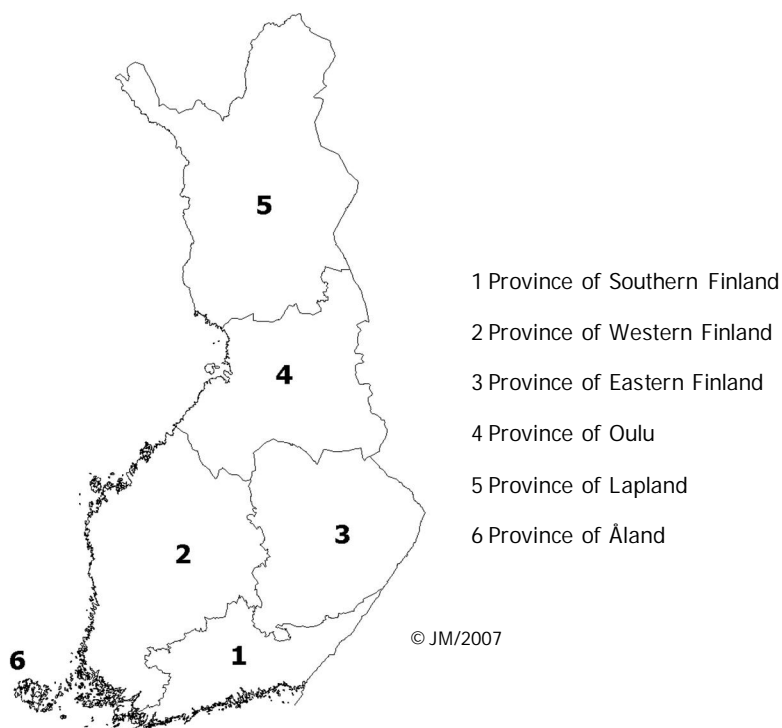 5
4
3
2
1
6
1 Province of Southern Finland
2 Province of Western Finland
3 Province of Eastern Finland
4 Province of Oulu
5 Province of Lapland
6 Province of Åland
© JM/2007